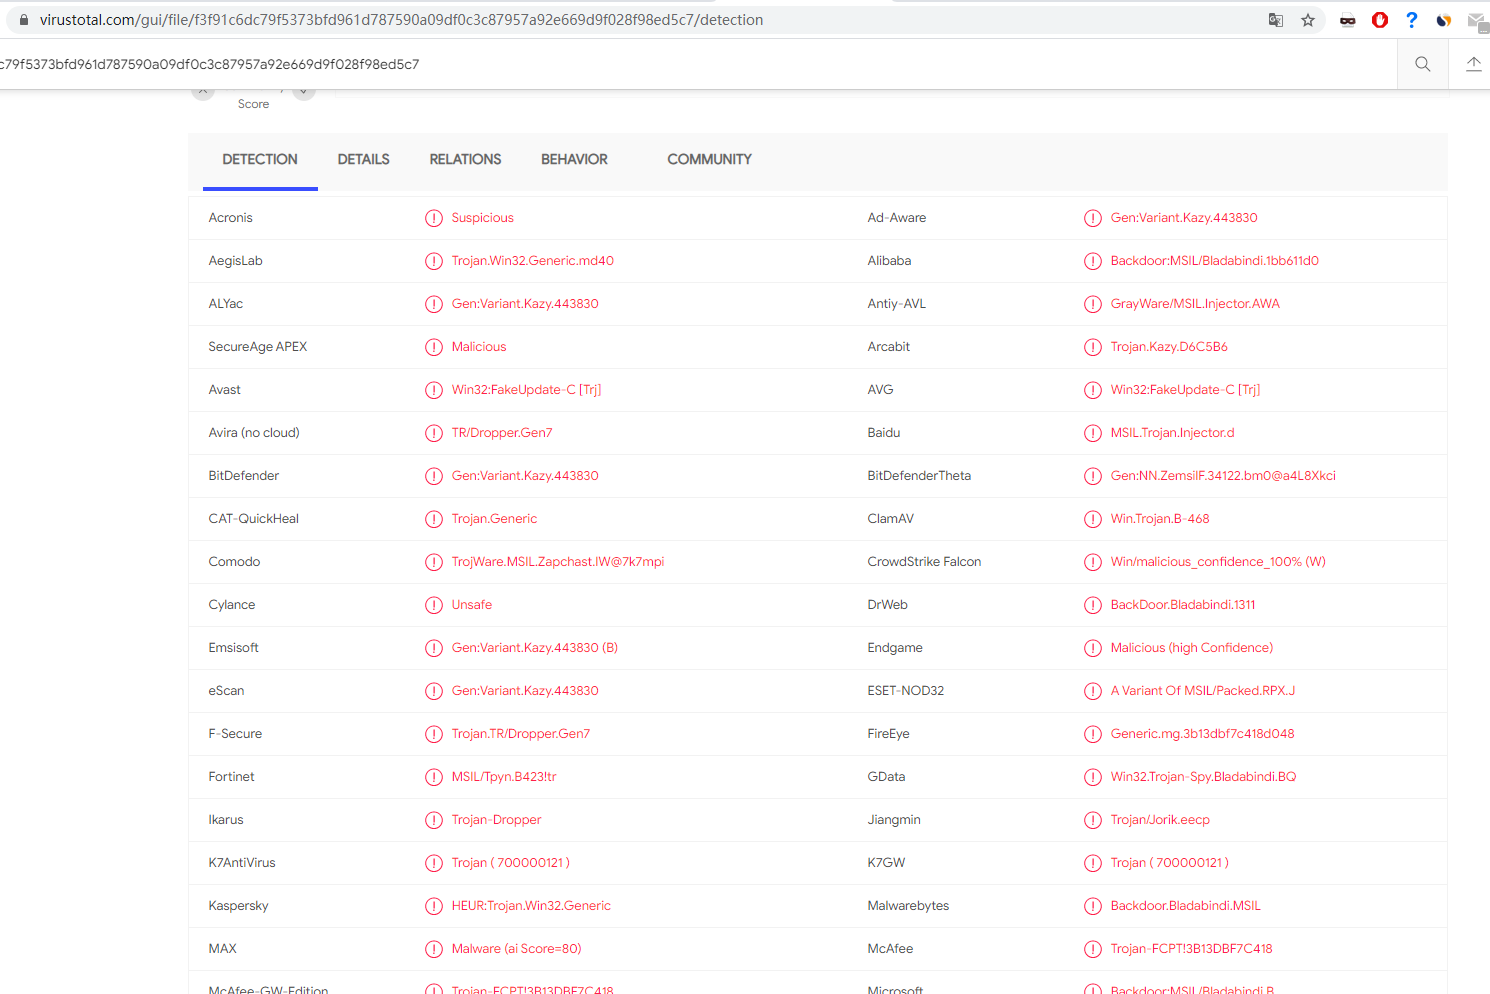 virustotal.com/gui/file/f3f91c6dc79f5373bfd961d787590a09df0c3c87957a92e669d9f028f98ed5c7/detection
c79f5373bfd961d787590a09df0c3c87957a92e669d9f028f98ed5c7
Score
DETECTION DETAILS RELATIONS BEHAVIOR COMMUNITY
Acronis Suspicious Ad-Aware Gen:Variant.Kazy.443830
AegisLab Trojan.Win32.Generic.md40 Alibaba Backdoor:MSIL/Bladabindi.1bb611d0
ALYac Gen:Variant.Kazy.443830 Antiy-AVL GrayWare/MSIL.Injector.AWA
SecureAge APEX Malicious Arcabit Trojan.Kazy.D6C5B6
Avast Win32:FakeUpdate-C [Trj] AVG Win32:FakeUpdate-C [Trj]
Avira (no cloud) TR/Dropper.Gen7 Baidu MSIL.Trojan.Injector.d
BitDefender Gen:Variant.Kazy.443830 BitDefenderTheta Gen:NN.ZemsilF.34122.bm0@a4L8Xkci
CAT-QuickHeal Trojan.Generic ClamAV Win.Trojan.B-468
Comodo TrojWare.MSIL.Zapchast.IW@7k7mpi CrowdStrike Falcon Win/malicious_confidence_100% (W)
Cylance Unsafe DrWeb BackDoor.Bladabindi.1311
Emsisoft Gen:Variant.Kazy.443830 (B) Endgame Malicious (high Confidence)
eScan Gen:Variant.Kazy.443830 ESET-NOD32 A Variant Of MSIL/Packed.RPX.J
F-Secure Trojan.TR/Dropper.Gen7 FireEye Generic.mg.3b13dbf7c418d048
Fortinet MSIL/Tpyn.B423!tr GData Win32.Trojan-Spy.Bladabindi.BQ
Ikarus Trojan-Dropper Jiangmin Trojan/Jorik.eecp
K7AntiVirus Trojan ( 700000121 ) K7GW Trojan ( 700000121 )
Kaspersky HEUR:Trojan.Win32.Generic Malwarebytes Backdoor.Bladabindi.MSIL
MAX Malware (ai Score=80) McAfee Trojan-FCPT!3B13DBF7C418
McAfee-GW-Edition Trojan-FCPT!3B13DBF7C418 Microsoft Backdoor:MSIL/Bladabindi.B